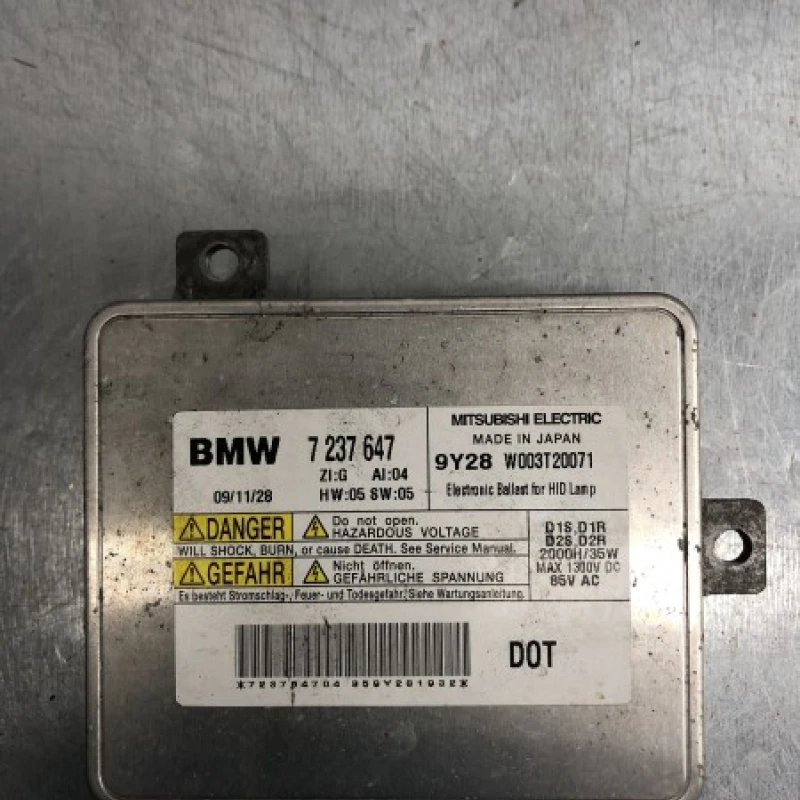 BMW 7 237 647
ZI:G AI:04
09/11/28 HW:05 SW:05
MITSUBISHI ELECTRIC
MADE IN JAPAN
9Y28 W003T20071
Electronic Ballast for HID Lamp
DANGER Do not open.
HAZARDOUS VOLTAGE
WILL SHOCK, BURN, or cause DEATH. See Service Manual.
GEFAHR Nicht öffnen.
GEFÄHRLICHE SPANNUNG
Es besteht Stromschlag-, Feuer- und Todesgefahr. Siehe Wartungsanleitung.
D1S,D1R
D2S,D2R
2000H/35W
MAX 1300V DC
85V AC
*723764704 959Y281932*
DOT